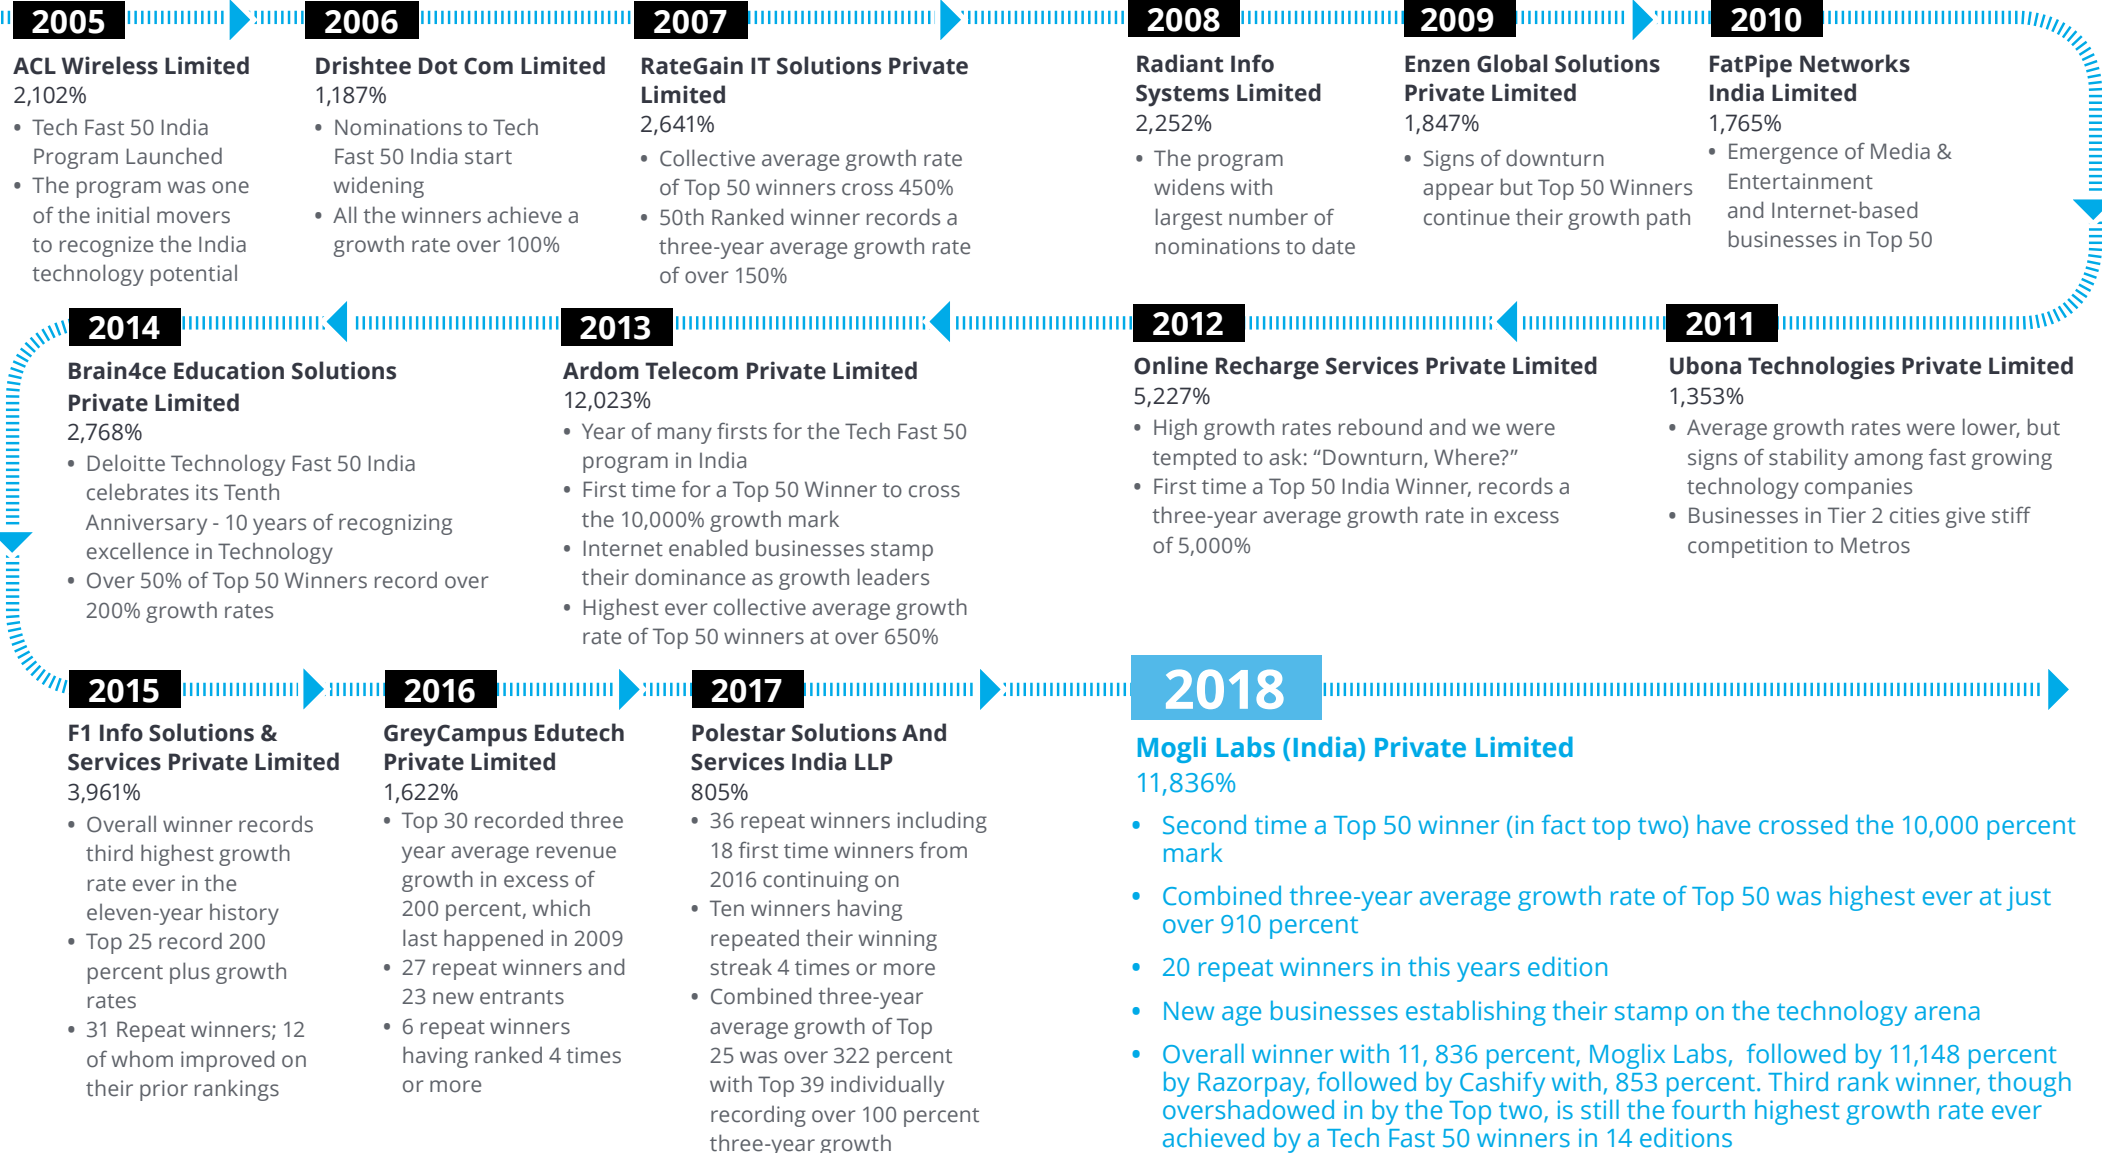 2005
ACL Wireless Limited
2,102%
• Tech Fast 50 India
Program Launched
• The program was one
of the initial movers
to recognize the India
technology potential
2006
Drishtee Dot Com Limited
1,187%
• Nominations to Tech
Fast 50 India start
widening
• All the winners achieve a
growth rate over 100%
2007
RateGain IT Solutions Private
Limited
2,641%
• Collective average growth rate
of Top 50 winners cross 450%
• 50th Ranked winner records a
three-year average growth rate
of over 150%
2008
Radiant Info
Systems Limited
2,252%
• The program
widens with
largest number of
nominations to date
2009
Enzen Global Solutions
Private Limited
1,847%
• Signs of downturn
appear but Top 50 Winners
continue their growth path
2010
FatPipe Networks
India Limited
1,765%
• Emergence of Media &
Entertainment
and Internet-based
businesses in Top 50
2011
Ubona Technologies Private Limited
1,353%
• Average growth rates were lower, but
signs of stability among fast growing
technology companies
• Businesses in Tier 2 cities give stiff
competition to Metros
2012
Online Recharge Services Private Limited
5,227%
• High growth rates rebound and we were
tempted to ask: “Downturn, Where?”
• First time a Top 50 India Winner, records a
three-year average growth rate in excess
of 5,000%
2013
Ardom Telecom Private Limited
12,023%
• Year of many firsts for the Tech Fast 50
program in India
• First time for a Top 50 Winner to cross
the 10,000% growth mark
• Internet enabled businesses stamp
their dominance as growth leaders
• Highest ever collective average growth
rate of Top 50 winners at over 650%
2014
Brain4ce Education Solutions
Private Limited
2,768%
• Deloitte Technology Fast 50 India
celebrates its Tenth
Anniversary - 10 years of recognizing
excellence in Technology
• Over 50% of Top 50 Winners record over
200% growth rates
2015
F1 Info Solutions &
Services Private Limited
3,961%
• Overall winner records
third highest growth
rate ever in the
eleven-year history
• Top 25 record 200
percent plus growth
rates
• 31 Repeat winners; 12
of whom improved on
their prior rankings
2016
GreyCampus Edutech
Private Limited
1,622%
• Top 30 recorded three
year average revenue
growth in excess of
200 percent, which
last happened in 2009
• 27 repeat winners and
23 new entrants
• 6 repeat winners
having ranked 4 times
or more
2017
Polestar Solutions And
Services India LLP
805%
• 36 repeat winners including
18 first time winners from
2016 continuing on
• Ten winners having
repeated their winning
streak 4 times or more
• Combined three-year
average growth of Top
25 was over 322 percent
with Top 39 individually
recording over 100 percent
three-year growth
2018
Mogli Labs (India) Private Limited
11,836%
• Second time a Top 50 winner (in fact top two) have crossed the 10,000 percent
mark
• Combined three-year average growth rate of Top 50 was highest ever at just
over 910 percent
• 20 repeat winners in this years edition
• New age businesses establishing their stamp on the technology arena
• Overall winner with 11, 836 percent, Moglix Labs, followed by 11,148 percent
by Razorpay, followed by Cashify with, 853 percent. Third rank winner, though
overshadowed in by the Top two, is still the fourth highest growth rate ever
achieved by a Tech Fast 50 winners in 14 editions